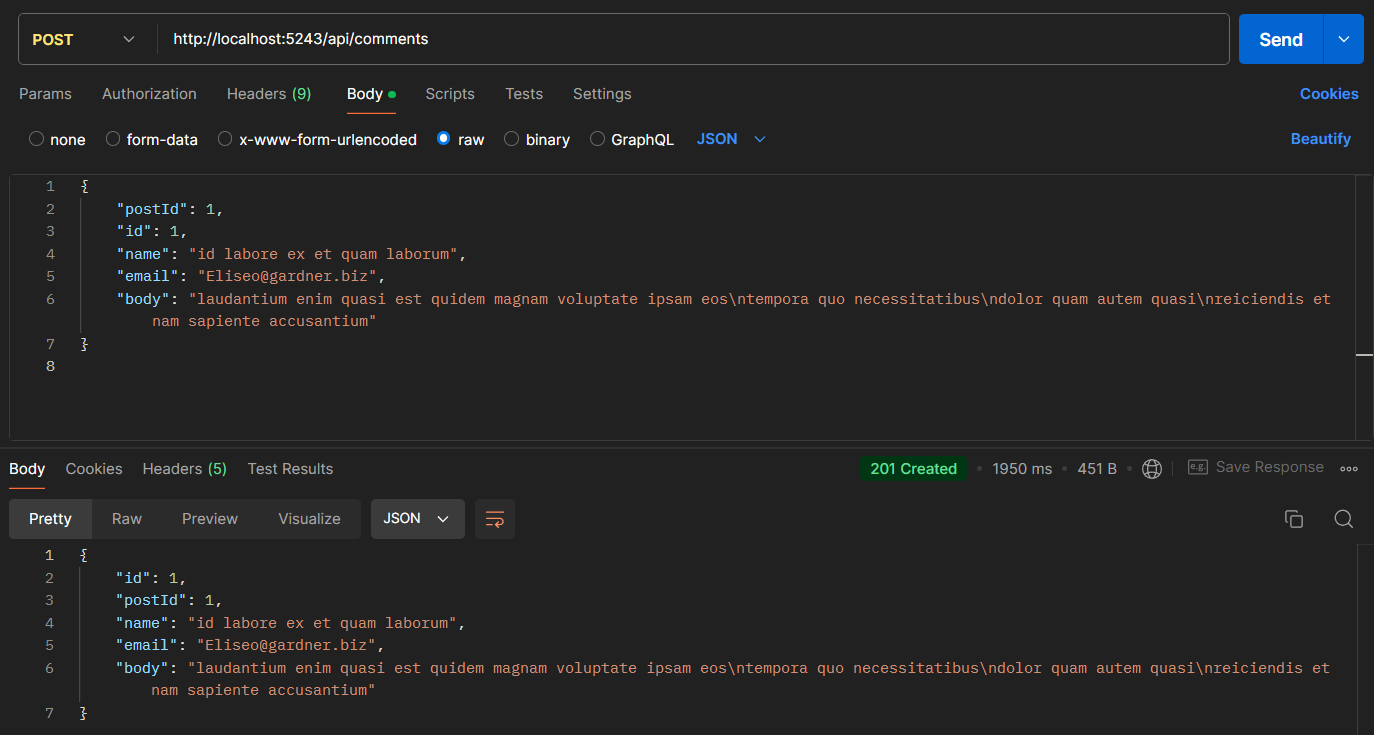 POST http://localhost:5243/api/comments Send
Params Authorization Headers (9) Body Scripts Tests Settings Cookies
none form-data x-www-form-urlencoded raw binary GraphQL JSON Beautify
1 {
2 "postId": 1,
3 "id": 1,
4 "name": "id labore ex et quam laborum",
5 "email": "Eliseo@gardner.biz",
6 "body": "laudantium enim quasi est quidem magnam voluptate ipsam eos\ntempora quo necessitatibus\ndolor quam autem quasi\nreiciendis et
nam sapiente accusantium"
7 }
8
Body Cookies Headers (5) Test Results 201 Created • 1950 ms • 451 B • e.g. Save Response
Pretty Raw Preview Visualize JSON
1 {
2 "id": 1,
3 "postId": 1,
4 "name": "id labore ex et quam laborum",
5 "email": "Eliseo@gardner.biz",
6 "body": "laudantium enim quasi est quidem magnam voluptate ipsam eos\ntempora quo necessitatibus\ndolor quam autem quasi\nreiciendis et
nam sapiente accusantium"
7 }